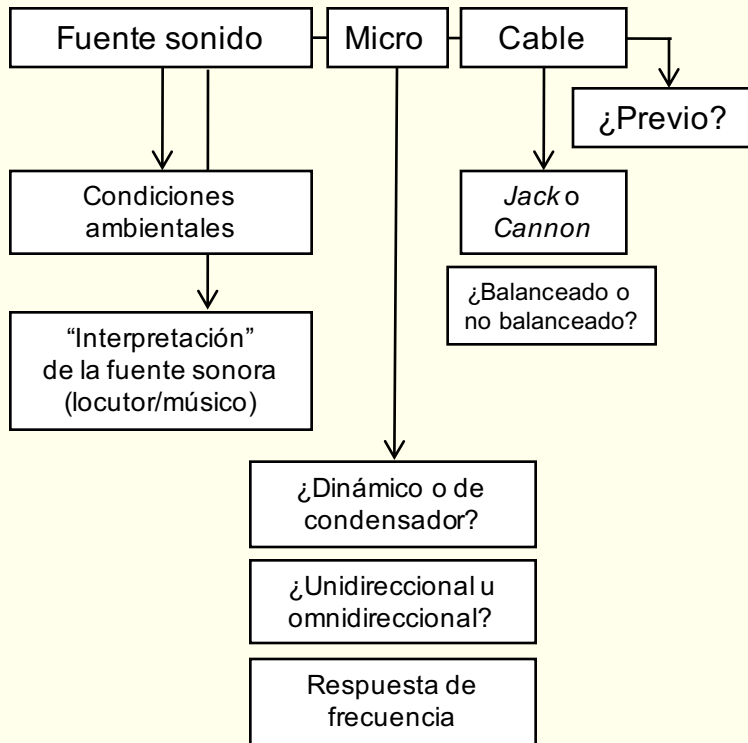 Fuente sonido
Micro
Cable
¿Previo?
Condiciones
ambientales
Jack o
Cannon
¿Balanceado o
no balanceado?
“Interpretación”
de la fuente sonora
(locutor/músico)
¿Dinámico o de
condensador?
¿Unidireccional u
omnidireccional?
Respuesta de
frecuencia